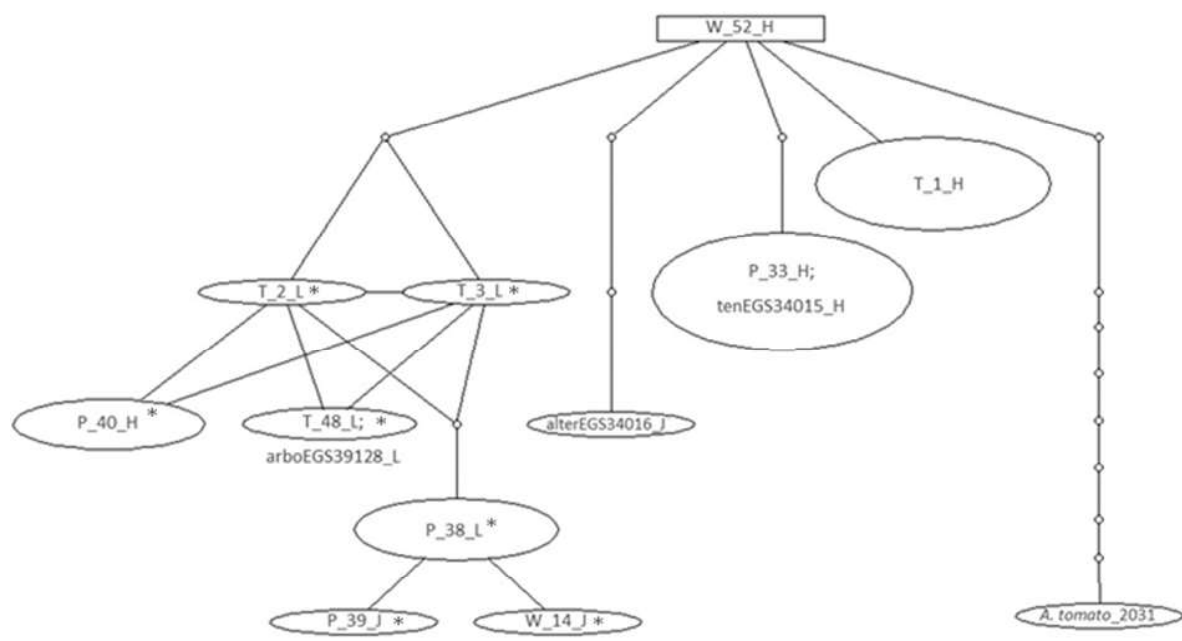 W_52_H
T_1_H
P_33_H;
tenEGS34015_H
T_2_L *
T_3_L *
P_40_H *
T_48_L; *
arboEGS39128_L
alterEGS34016_J
P_38_L *
P_39_J *
W_14_J *
A. tomato_2031